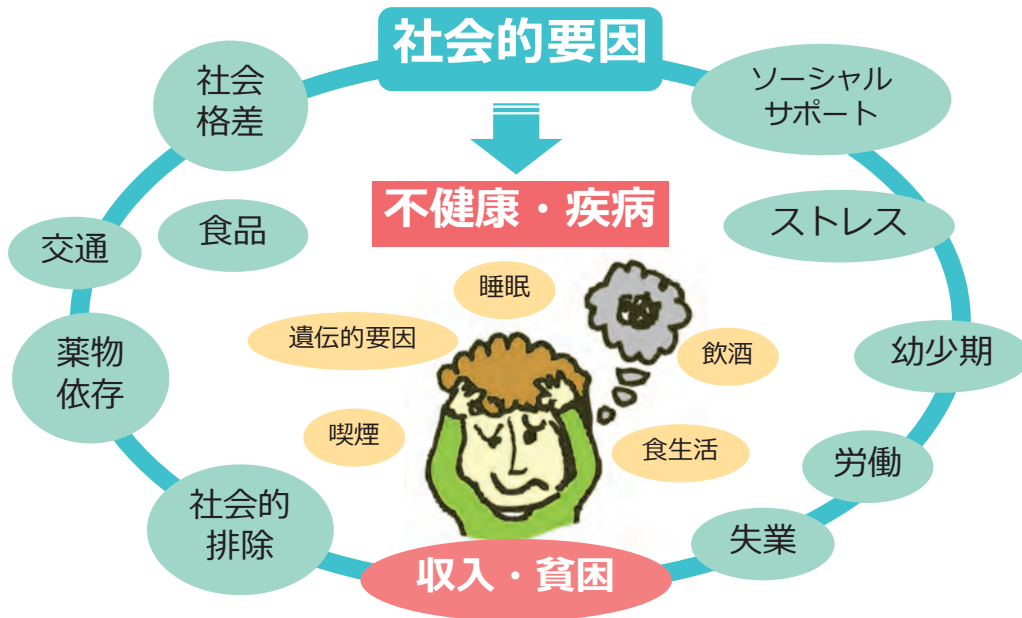 社会的要因
社会
格差
ソーシャル
サポート
不健康・疾病
食品
ストレス
交通
睡眠
遺伝的要因
飲酒
薬物
依存
幼少期
喫煙
食生活
労働
社会的
排除
失業
収入・貧困